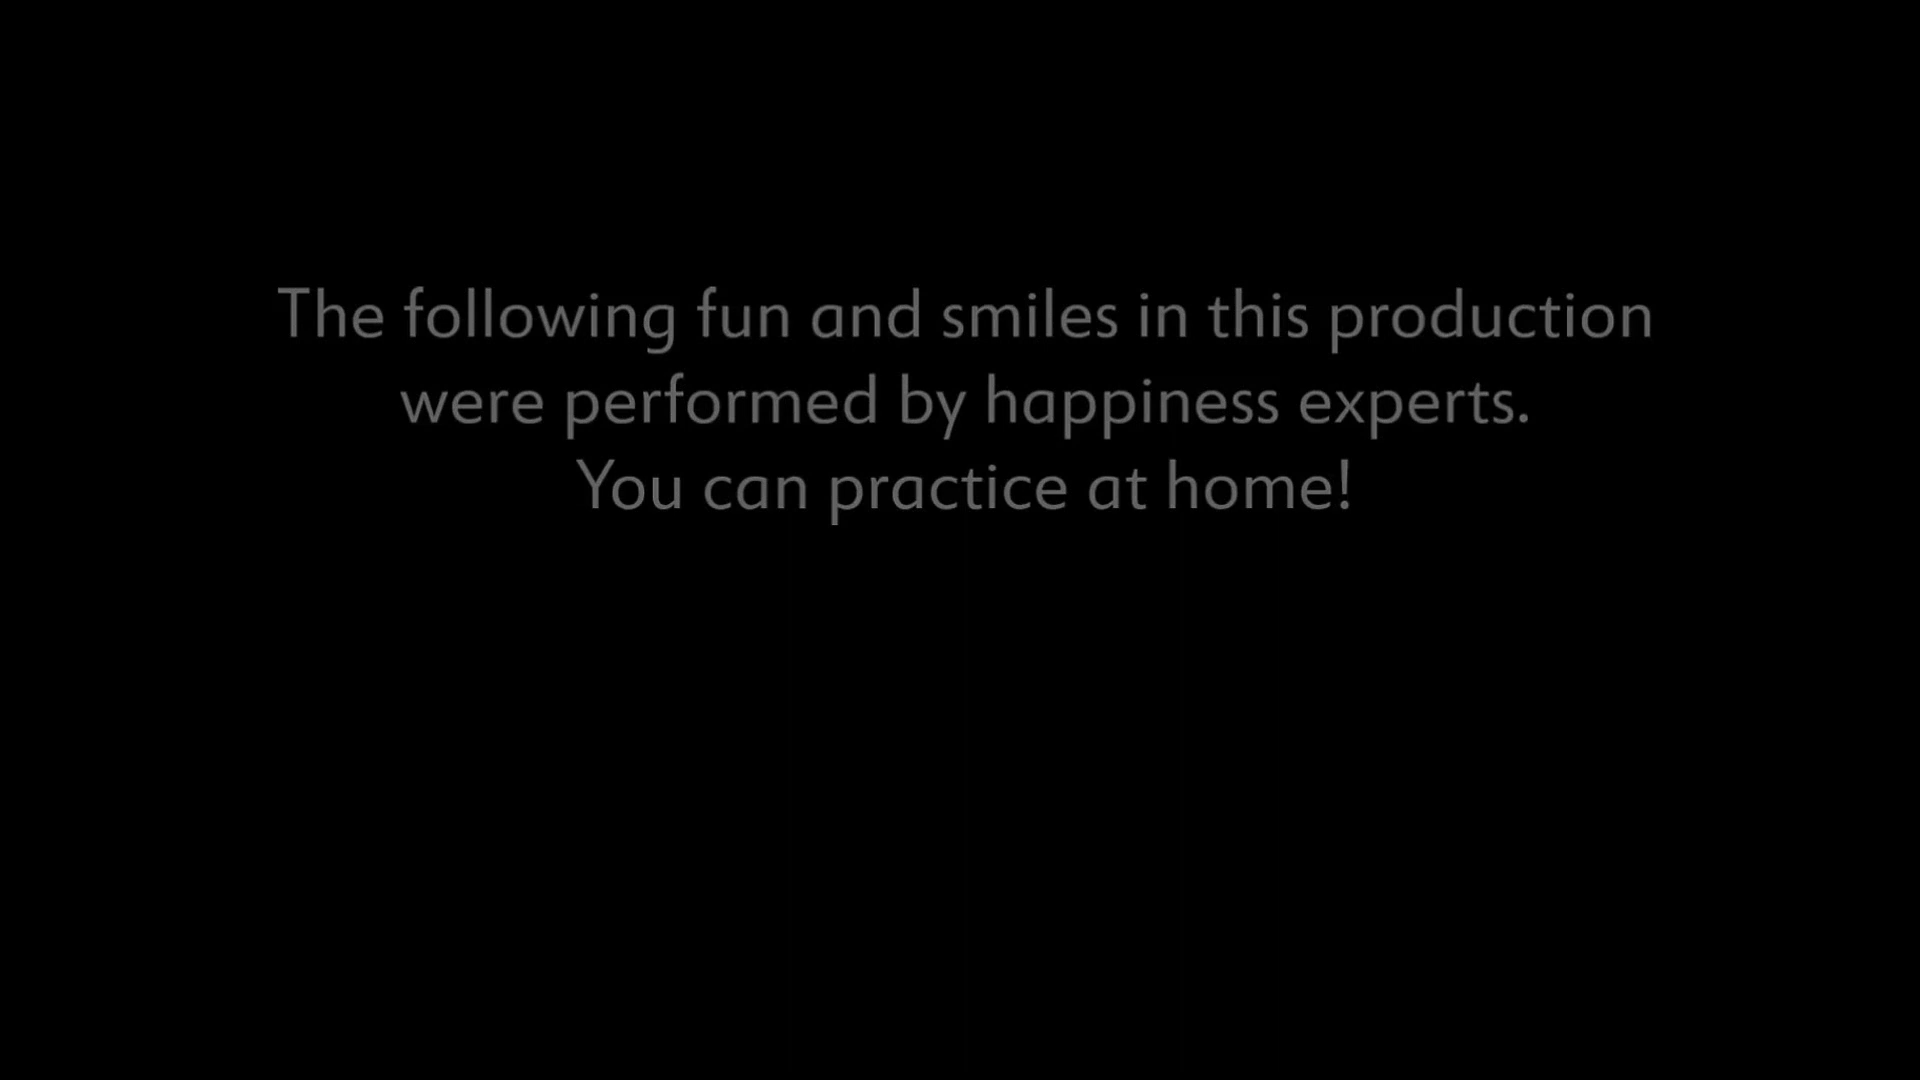 The following fun and smiles in this production
were performed by happiness experts.
You can practice at home!